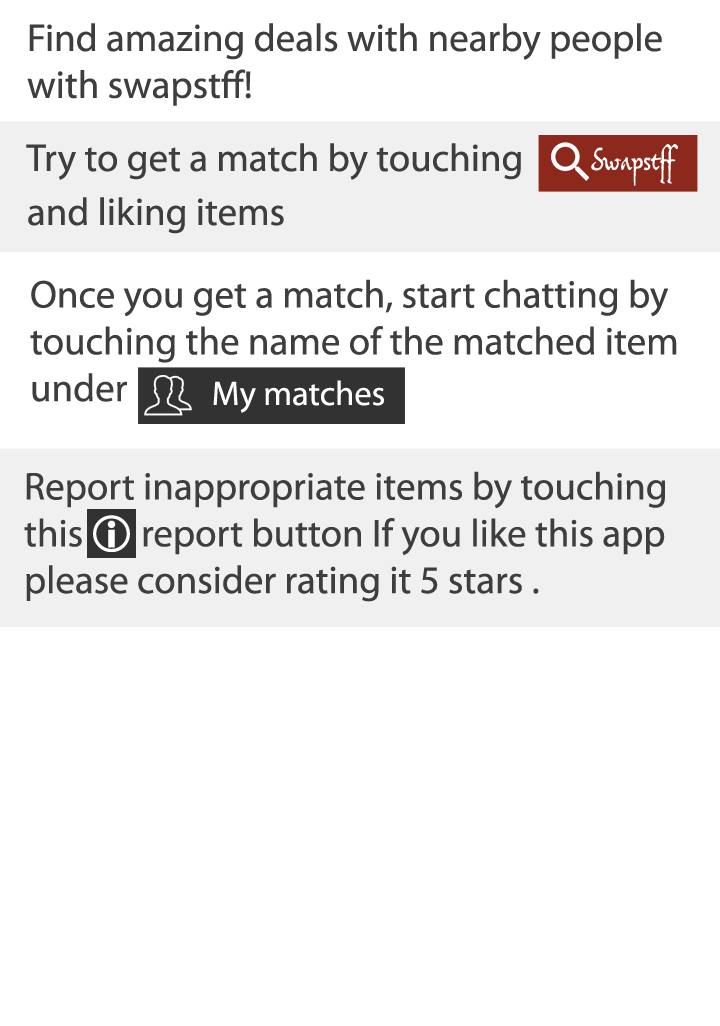 Find amazing deals with nearby people
with swapstff!
Try to get a match by touching Swapstff
and liking items
Once you get a match, start chatting by
touching the name of the matched item
under My matches
Report inappropriate items by touching
this report button If you like this app
please consider rating it 5 stars .